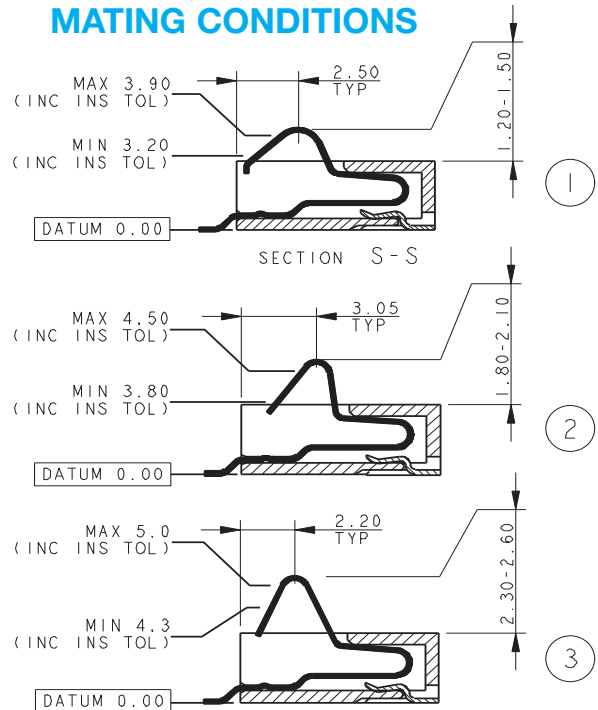 MATING CONDITIONS
MAX 3.90
(INC INS TOL)
2.50
TYP
1.20-1.50
MIN 3.20
(INC INS TOL)
1
DATUM 0.00
SECTION S-S
MAX 4.50
(INC INS TOL)
3.05
TYP
1.80-2.10
MIN 3.80
(INC INS TOL)
2
DATUM 0.00
MAX 5.0
(INC INS TOL)
2.20
TYP
2.30-2.60
MIN 4.3
(INC INS TOL)
3
DATUM 0.00